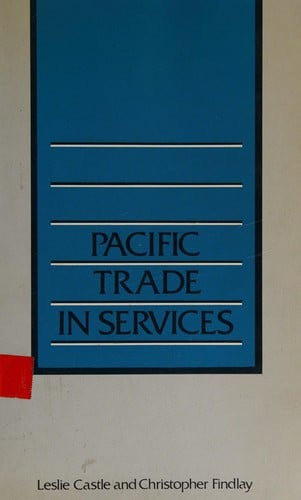 PACIFIC
TRADE
IN SERVICES
Leslie Castle and Christopher Findlay